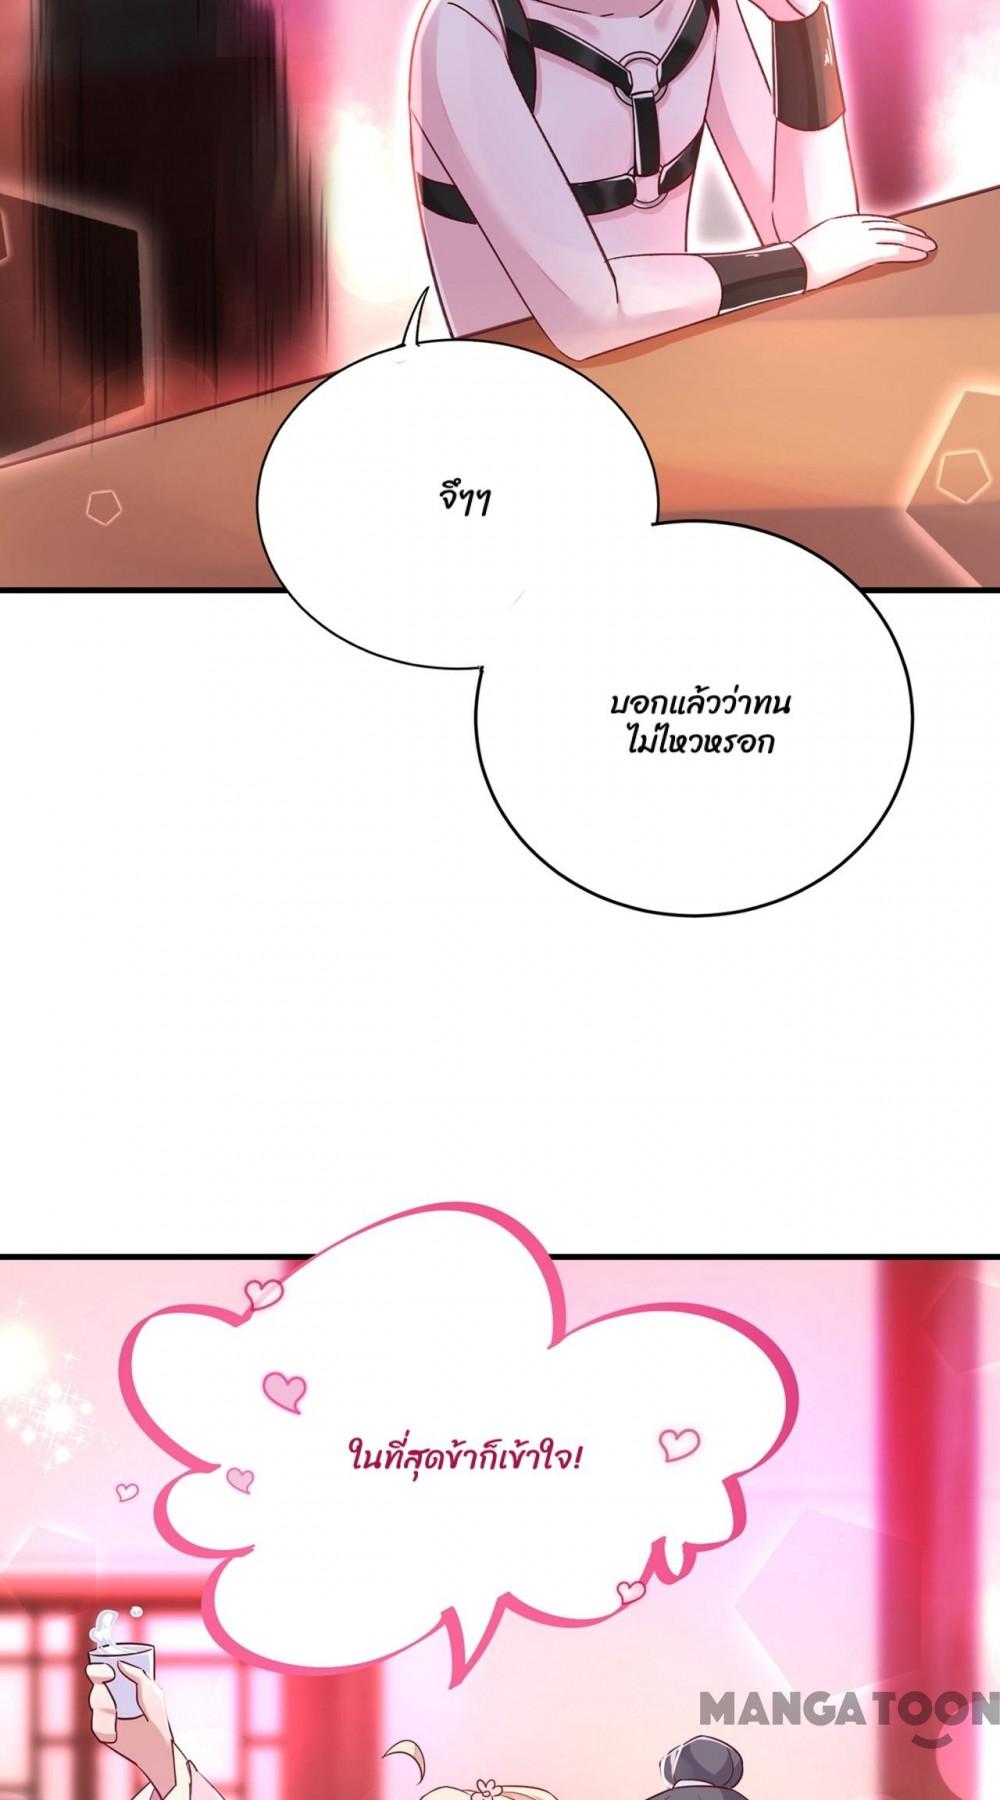 จึๆๆ
บอกแล้วว่าทน
ไม่ไหวหรอก
ในที่สุดข้าก็เข้าใจ!
MANGATOON